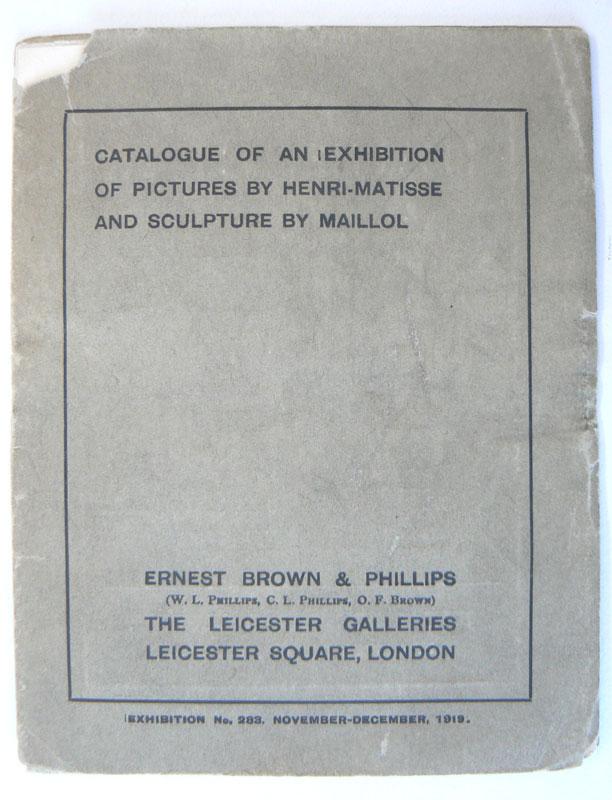 CATALOGUE OF AN EXHIBITION
OF PICTURES BY HENRI-MATISSE
AND SCULPTURE BY MAILLOL
ERNEST BROWN & PHILLIPS
(W. L. PHILLIPS, C. L. PHILLIPS, O. F. BROWN)
THE LEICESTER GALLERIES
LEICESTER SQUARE, LONDON
EXHIBITION No. 283. NOVEMBER-DECEMBER, 1919.